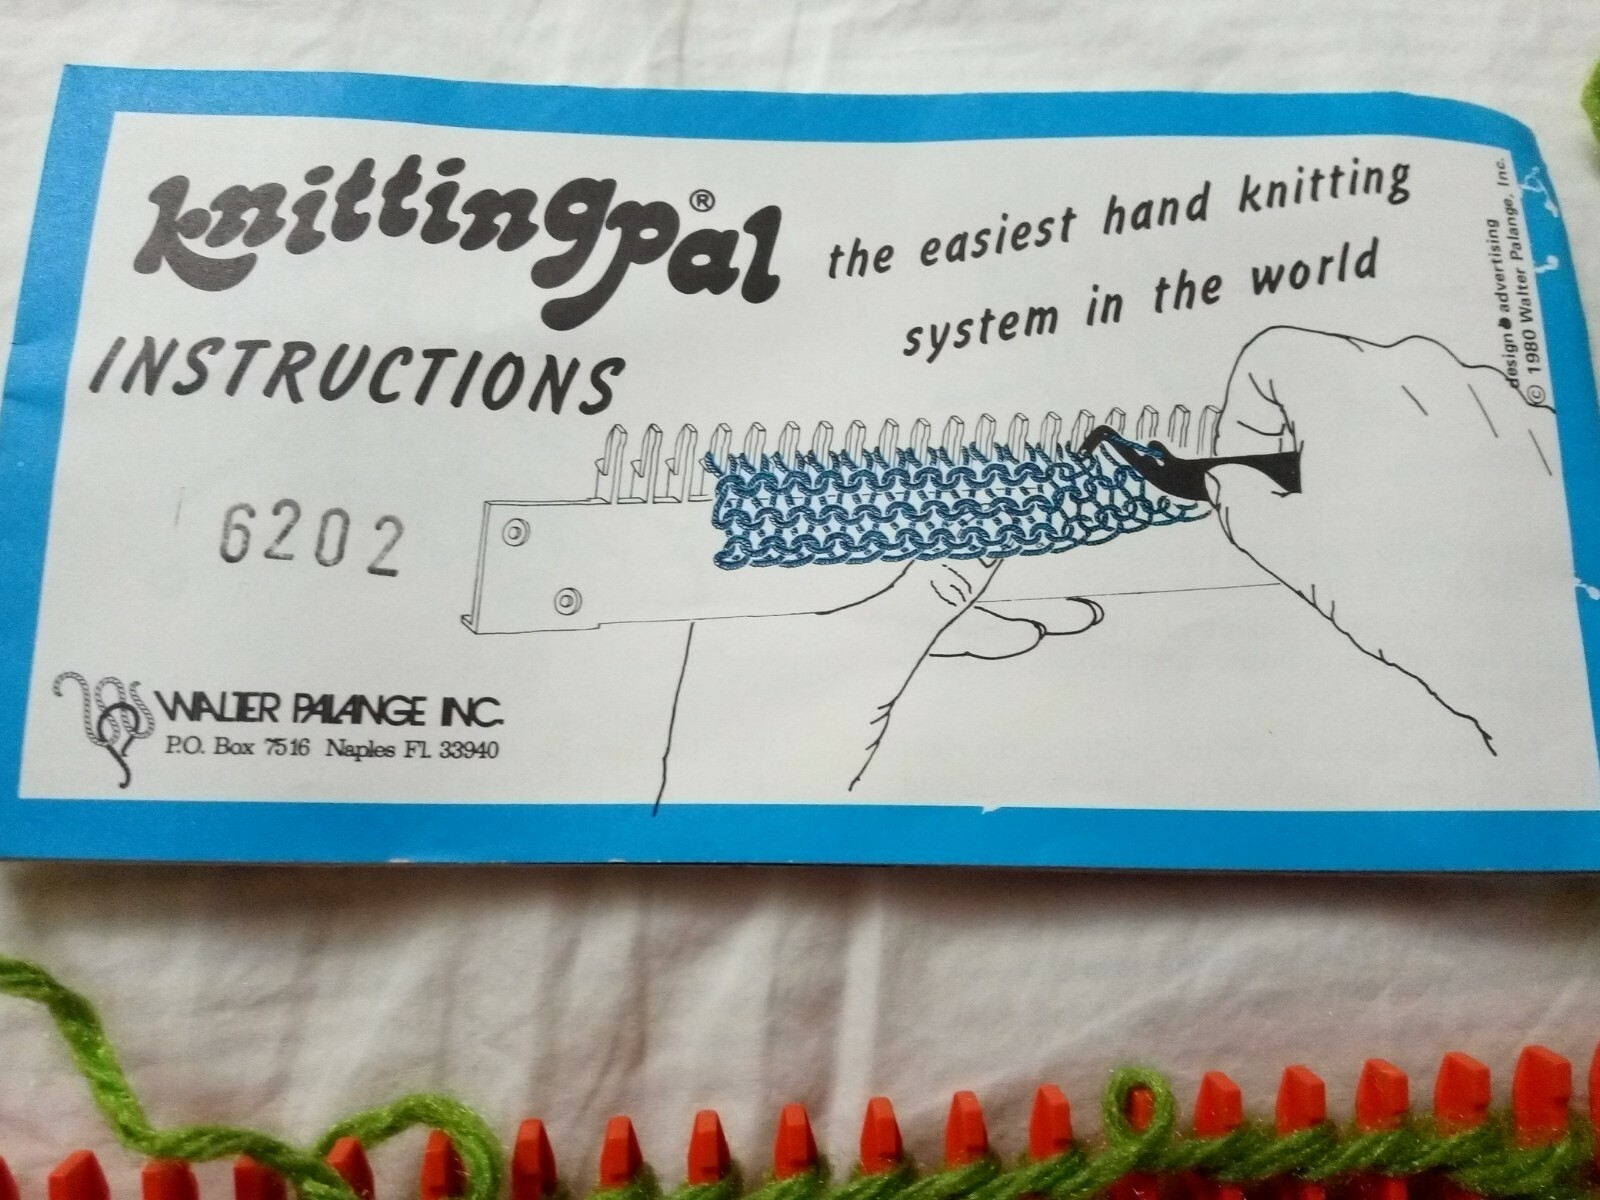 knittingpal®
the easiest hand knitting
system in the world
INSTRUCTIONS
6202
WALTER PALANGE INC.
P.O. Box 7516 Naples Fl. 33940
design & advertising
© 1980 Walter Palange, Inc.